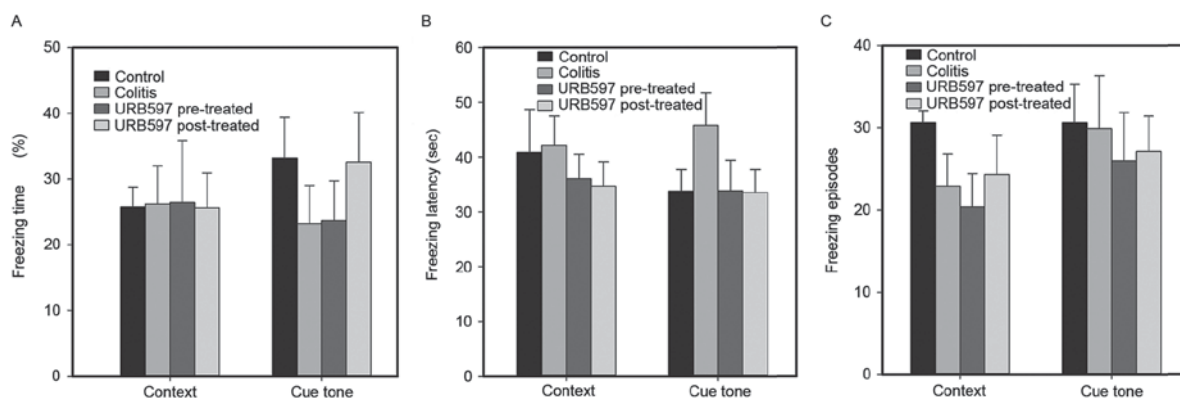 A
Freezing time (%)
50
40
30
20
10
0
Control
Colitis
URB597 pre-treated
URB597 post-treated
Context
Cue tone
B
Freezing latency (sec)
60
50
40
30
20
10
0
Control
Colitis
URB597 pre-treated
URB597 post-treated
Context
Cue tone
C
Freezing episodes
40
30
20
10
0
Control
Colitis
URB597 pre-treated
URB597 post-treated
Context
Cue tone